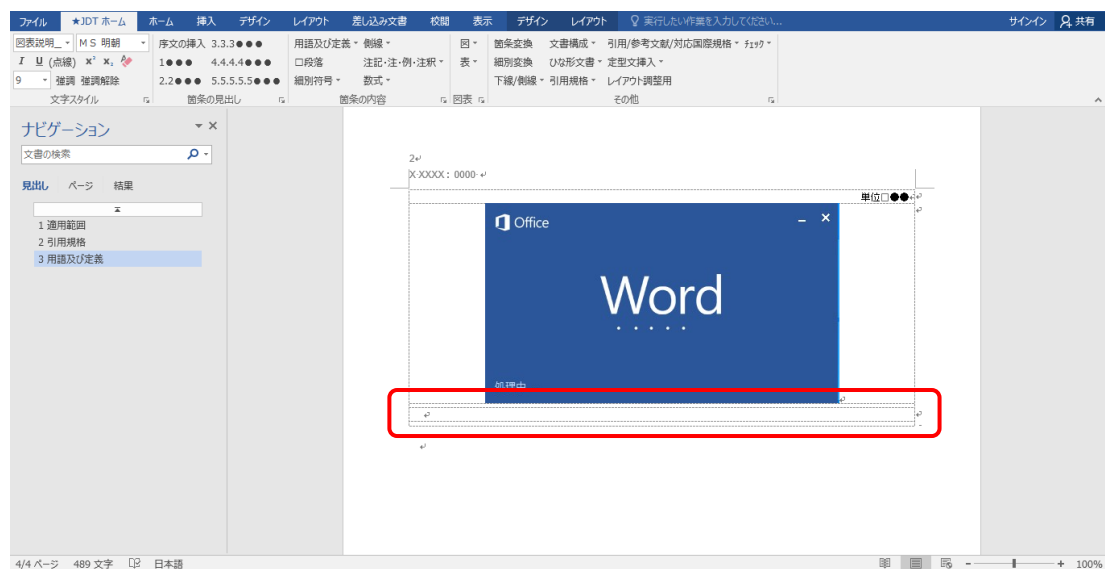 ファイル ★JDT ホーム ホーム 挿入 デザイン レイアウト 差し込み文書 校閲 表示 デザイン レイアウト 実行したい作業を入力してください... サインイン 共有
図表説明_ MS 明朝 序文の挿入 3.3.3●●● 用語及び定義 側線 図 箇条変換 文書構成 引用/参考文献/対応国際規格 ﾁｪｯｸ
I U (点線) x² x₂ 1●●● 4.4.4.4●●● □段落 注記･注･例･注釈 表 細別変換 ひな形文書 定型文挿入
9 強調 強調解除 2.2●●● 5.5.5.5.5●●● 細別符号 数式 下線/側線 引用規格 レイアウト調整用
文字スタイル 箇条の見出し 箇条の内容 図表 その他
ナビゲーション
文書の検索
見出し ページ 結果
1 適用範囲
2 引用規格
3 用語及び定義
2
X XXXX：0000
単位□●●
Office
Word
処理中
4/4 ページ 489 文字 日本語 100%